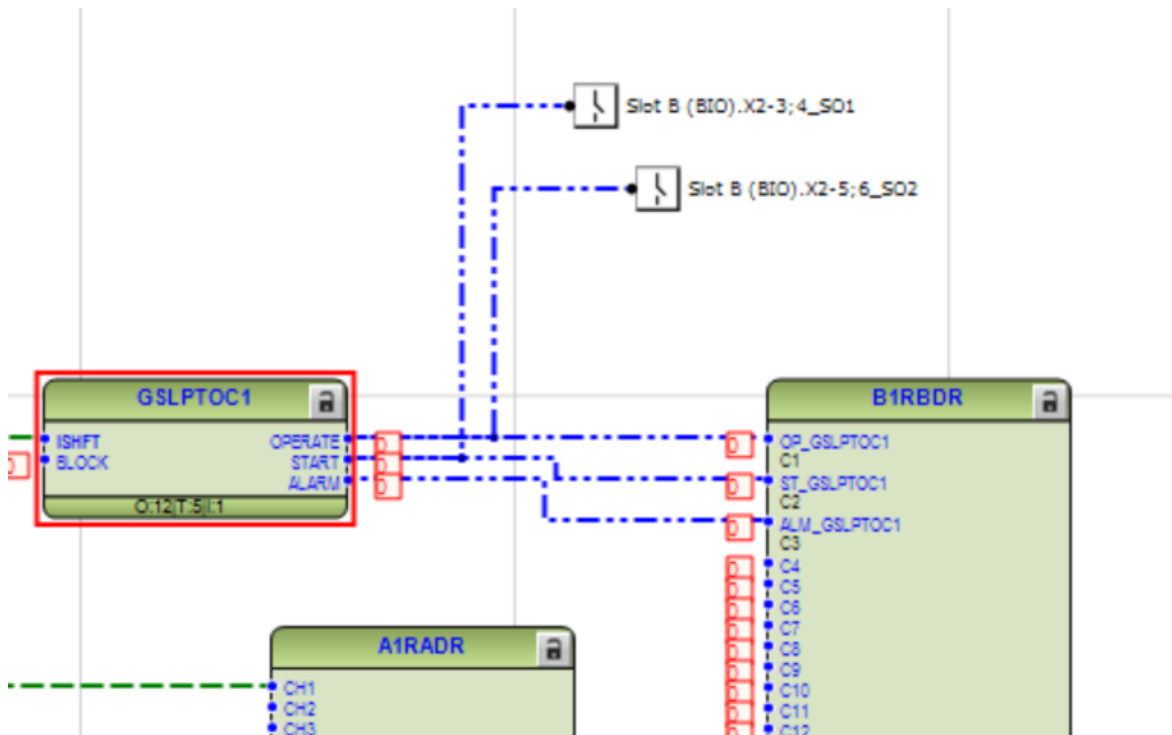 Slot B (BIO).X2-3;4_SO1
Slot B (BIO).X2-5;6_SO2
GSLPTOC1
ISHFT
BLOCK
OPERATE
START
ALARM
O:12|T:5|I:1
B1RBDR
OP_GSLPTOC1
C1
ST_GSLPTOC1
C2
ALM_GSLPTOC1
C3
C4
C5
C6
C7
C8
C9
C10
C11
C12
A1RADR
CH1
CH2
CH3